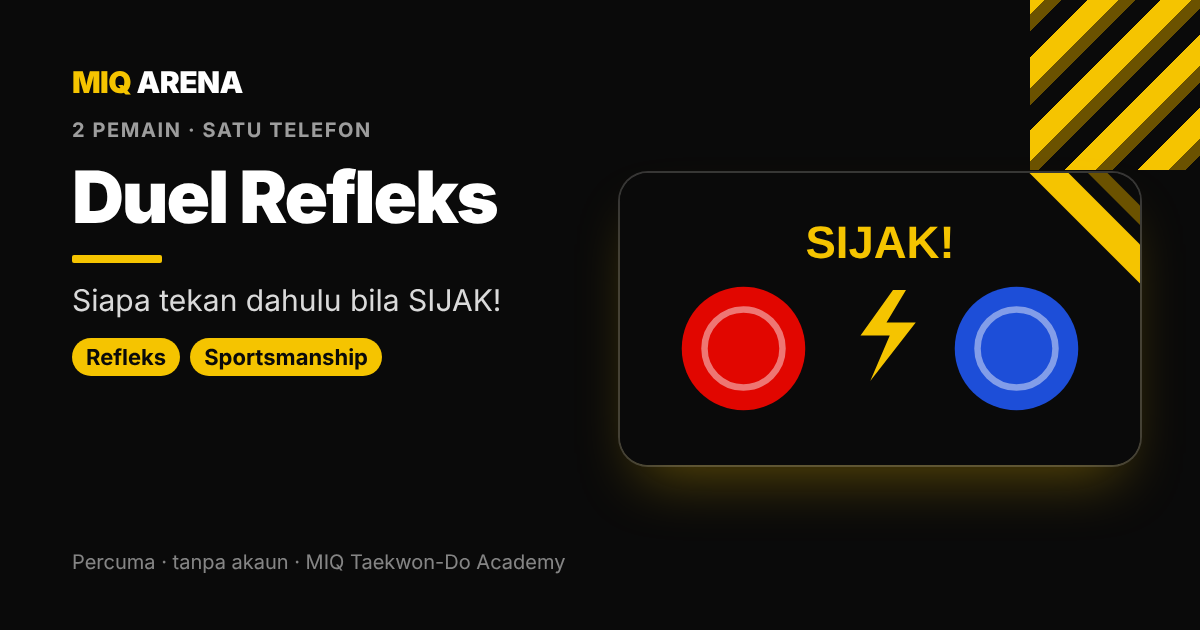 MIQ ARENA
2 PEMAIN · SATU TELEFON
Duel Refleks
Siapa tekan dahulu bila SIJAK!
Refleks Sportsmanship
SIJAK!
Percuma · tanpa akaun · MIQ Taekwon-Do Academy